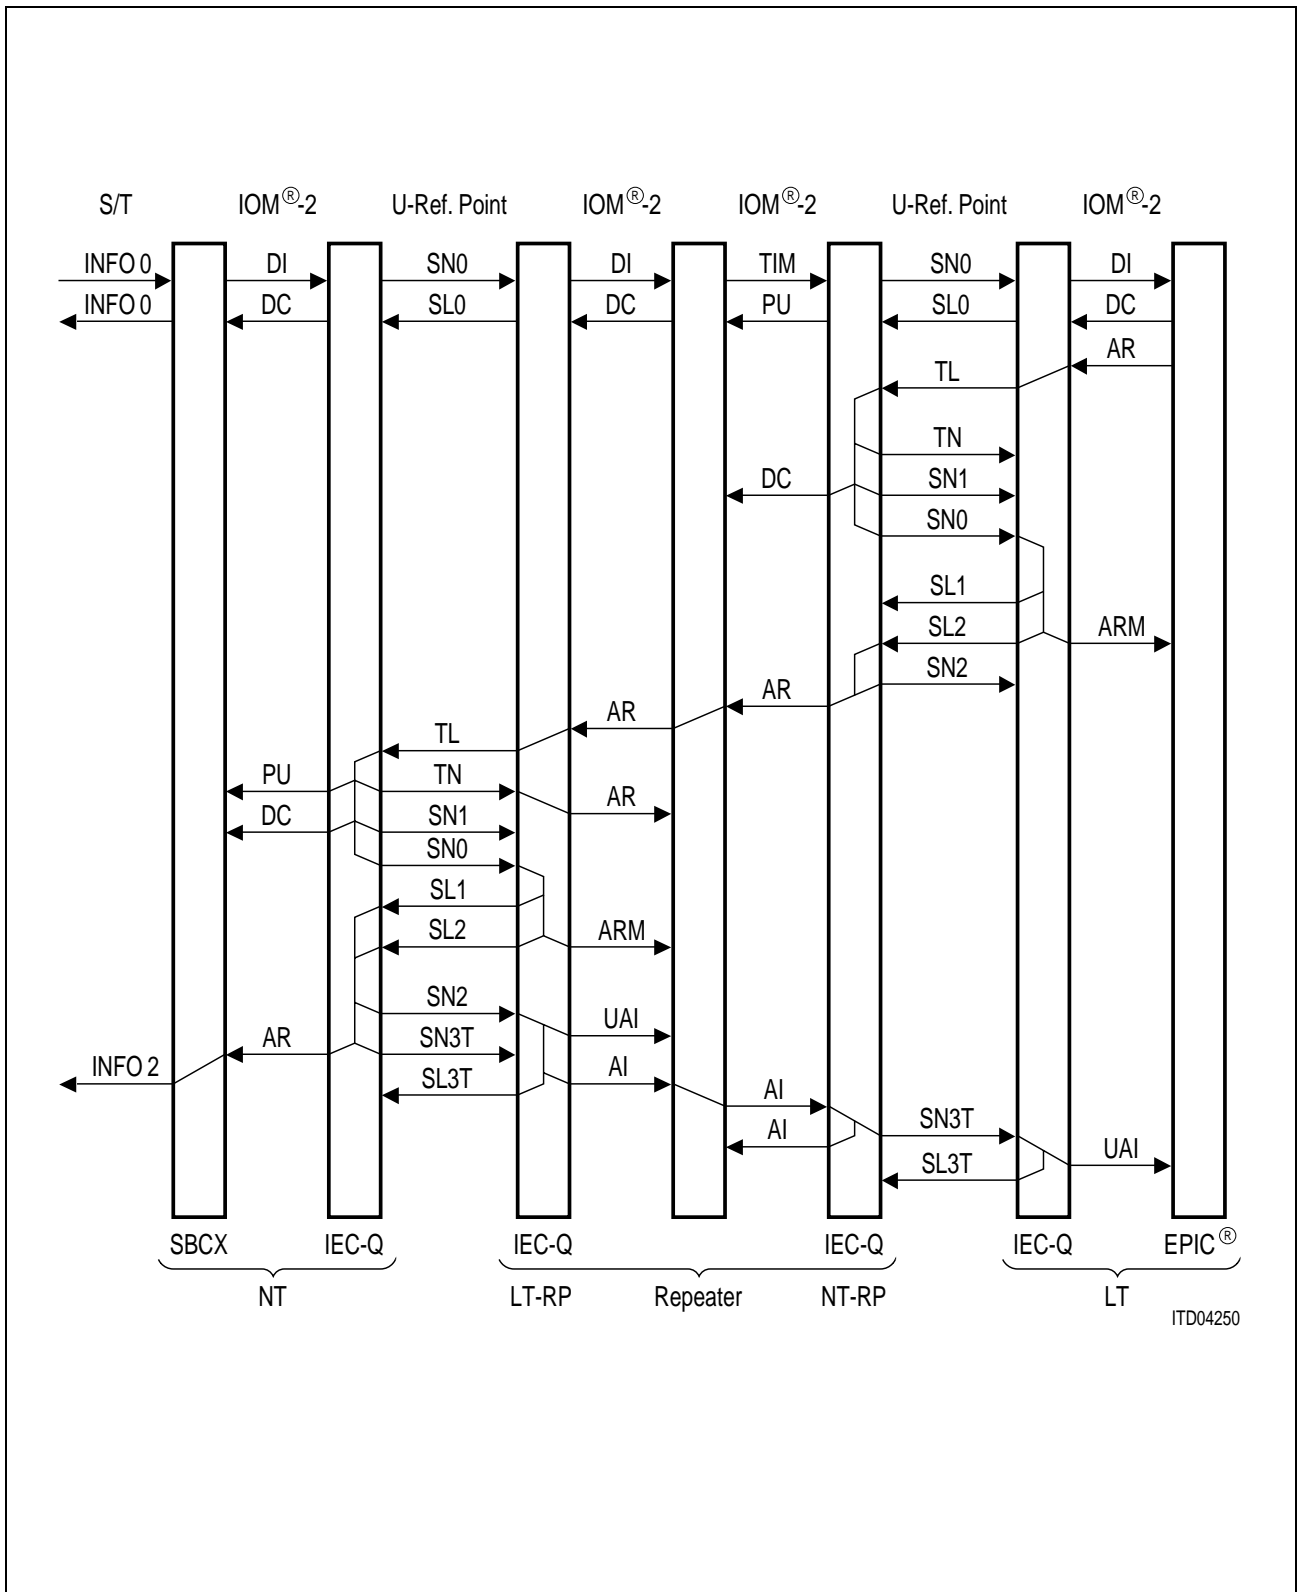 S/T IOM®-2 U-Ref. Point IOM®-2 IOM®-2 U-Ref. Point IOM®-2
INFO 0 DI SN0 DI TIM SN0 DI
INFO 0 DC SL0 DC PU SL0 DC
AR
TL
TN
DC SN1
SN0
SL1
SL2 ARM
SN2
AR
AR
TL
PU TN
AR
DC SN1
SN0
SL1
SL2 ARM
SN2
UAI
AR SN3T
INFO 2 AI
SL3T
AI
SN3T
AI
UAI
SL3T
SBCX IEC-Q IEC-Q IEC-Q IEC-Q EPIC®
NT LT-RP Repeater NT-RP LT
ITD04250